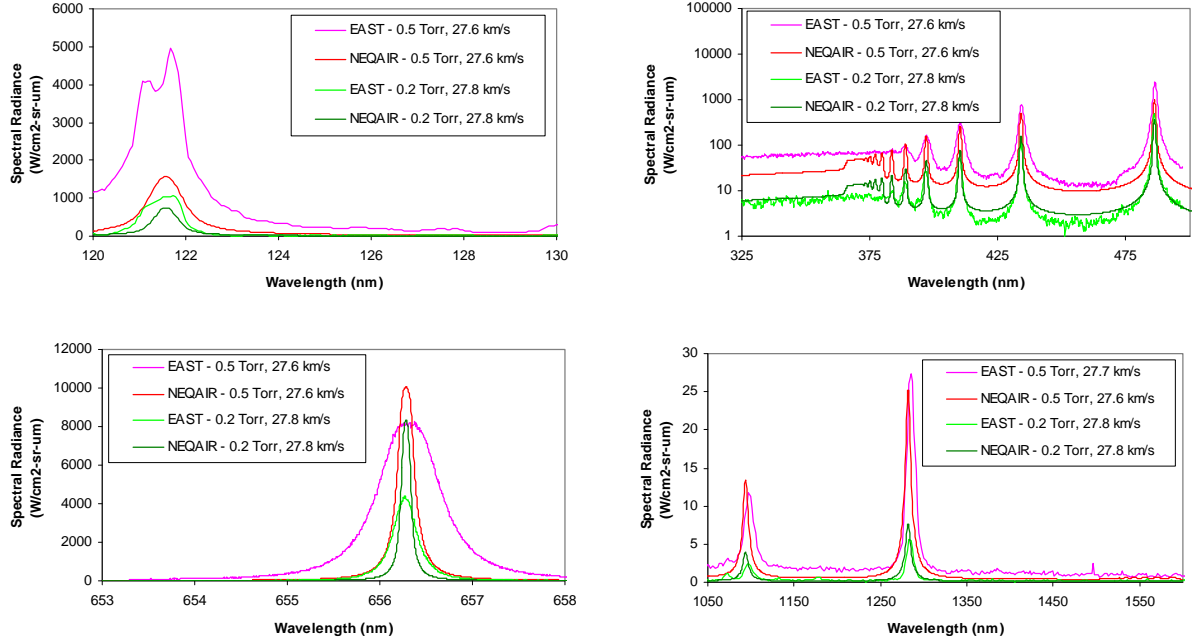 Spectral Radiance
(W/cm2-sr-um)
6000
5000
4000
3000
2000
1000
0
120
122
124
126
128
130
Wavelength (nm)
EAST - 0.5 Torr, 27.6 km/s
NEQAIR - 0.5 Torr, 27.6 km/s
EAST - 0.2 Torr, 27.8 km/s
NEQAIR - 0.2 Torr, 27.8 km/s
Spectral Radiance
(W/cm2-sr-um)
100000
10000
1000
100
10
1
325
375
425
475
Wavelength (nm)
EAST - 0.5 Torr, 27.6 km/s
NEQAIR - 0.5 Torr, 27.6 km/s
EAST - 0.2 Torr, 27.8 km/s
NEQAIR - 0.2 Torr, 27.8 km/s
Spectral Radiance
(W/cm2-sr-um)
12000
10000
8000
6000
4000
2000
0
653
654
655
656
657
658
Wavelength (nm)
EAST - 0.5 Torr, 27.6 km/s
NEQAIR - 0.5 Torr, 27.6 km/s
EAST - 0.2 Torr, 27.8 km/s
NEQAIR - 0.2 Torr, 27.8 km/s
Spectral Radiance
(W/cm2-sr-um)
30
25
20
15
10
5
0
1050
1150
1250
1350
1450
1550
Wavelength (nm)
EAST - 0.5 Torr, 27.7 km/s
NEQAIR - 0.5 Torr, 27.6 km/s
EAST - 0.2 Torr, 27.8 km/s
NEQAIR - 0.2 Torr, 27.8 km/s